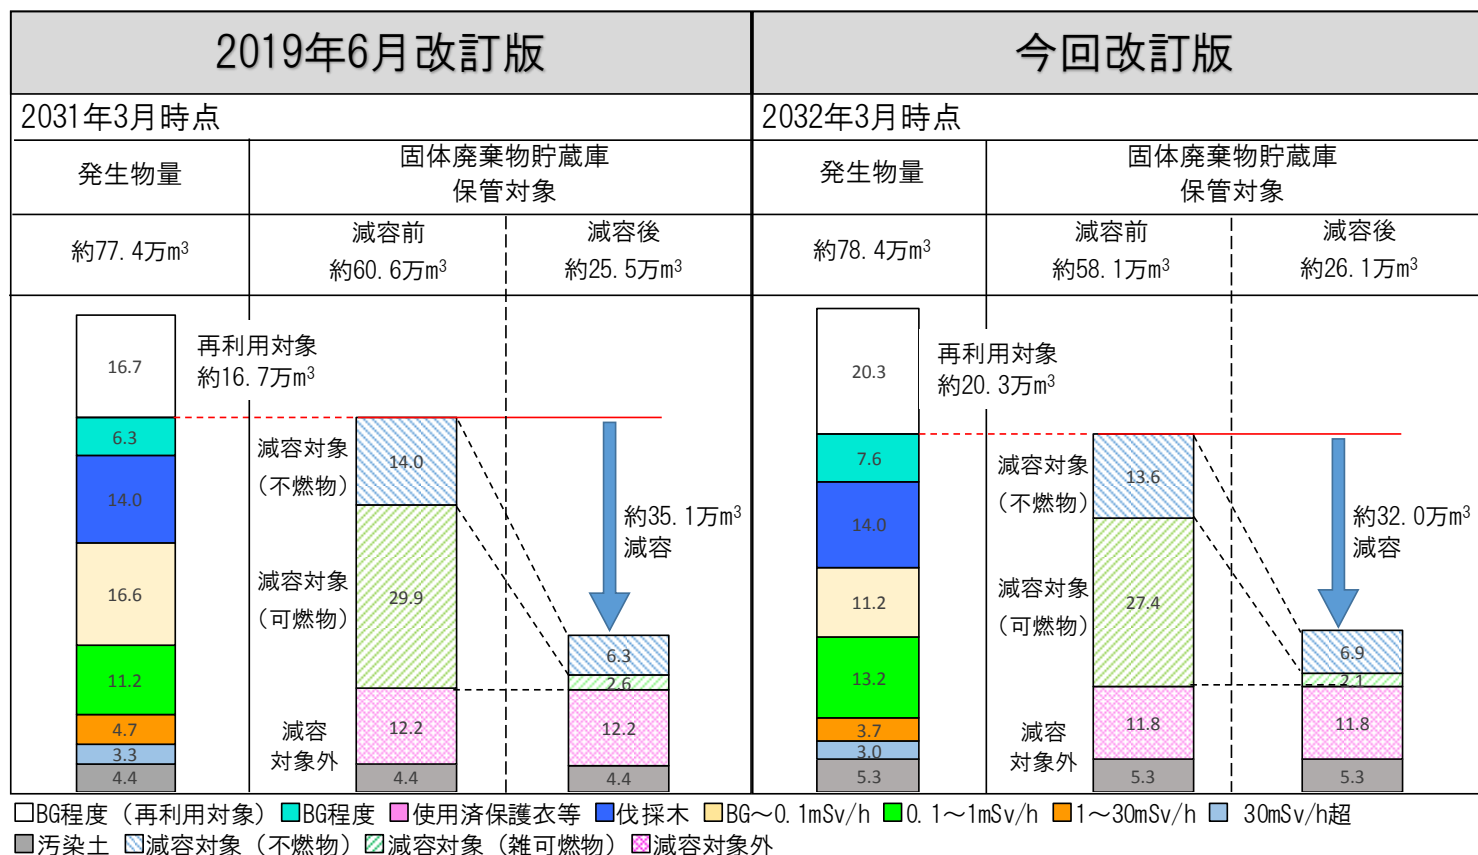 2019年6月改訂版
今回改訂版
2031年3月時点
2032年3月時点
発生物量
固体廃棄物貯蔵庫
保管対象
発生物量
固体廃棄物貯蔵庫
保管対象
約77.4万m³
減容前
約60.6万m³
減容後
約25.5万m³
約78.4万m³
減容前
約58.1万m³
減容後
約26.1万m³
16.7
6.3
14.0
16.6
11.2
4.7
3.3
4.4
再利用対象
約16.7万m³
減容対象
(不燃物)
減容対象
(可燃物)
減容
対象外
14.0
29.9
12.2
4.4
約35.1万m³
減容
6.3
2.6
12.2
4.4
20.3
7.6
14.0
11.2
13.2
3.7
3.0
5.3
再利用対象
約20.3万m³
減容対象
(不燃物)
減容対象
(可燃物)
減容
対象外
13.6
27.4
11.8
5.3
約32.0万m³
減容
6.9
2.1
11.8
5.3
BG程度(再利用対象) BG程度 使用済保護衣等 伐採木 BG～0.1mSv/h 0.1～1mSv/h 1～30mSv/h 30mSv/h超
汚染土 減容対象(不燃物) 減容対象(雑可燃物) 減容対象外